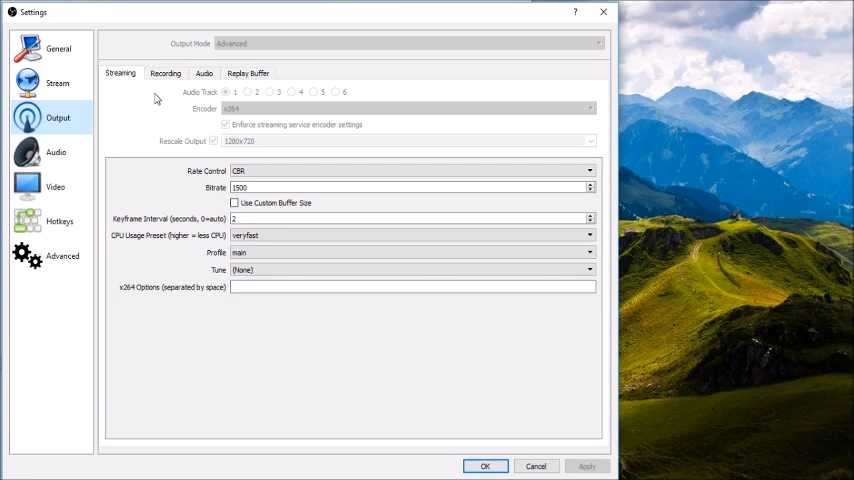 Settings
?
General
Stream
Output
Audio
Video
Hotkeys
Advanced
Output Mode Advanced
Streaming Recording Audio Replay Buffer
Audio Track 1 2 3 4 5 6
Encoder x264
Enforce streaming service encoder settings
Rescale Output 1280x720
Rate Control CBR
Bitrate 1500
Use Custom Buffer Size
Keyframe Interval (seconds, 0=auto) 2
CPU Usage Preset (higher = less CPU) veryfast
Profile main
Tune (None)
x264 Options (separated by space)
OK Cancel Apply